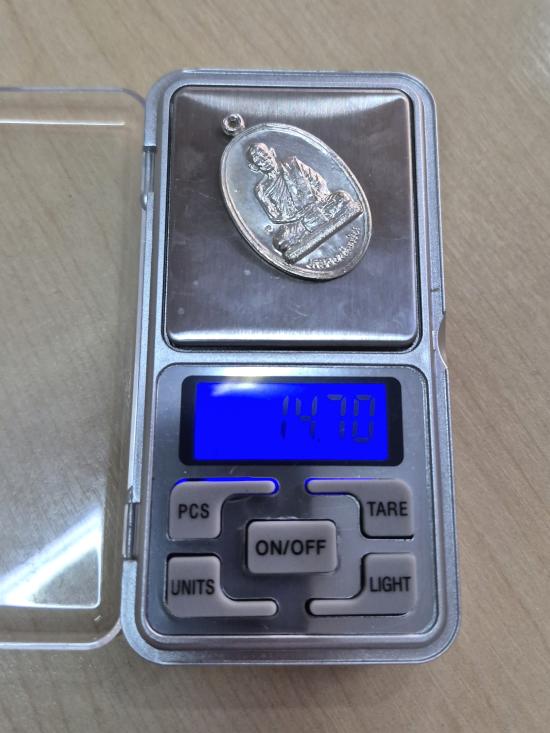 14.70
PCS
TARE
ON/OFF
UNITS
LIGHT